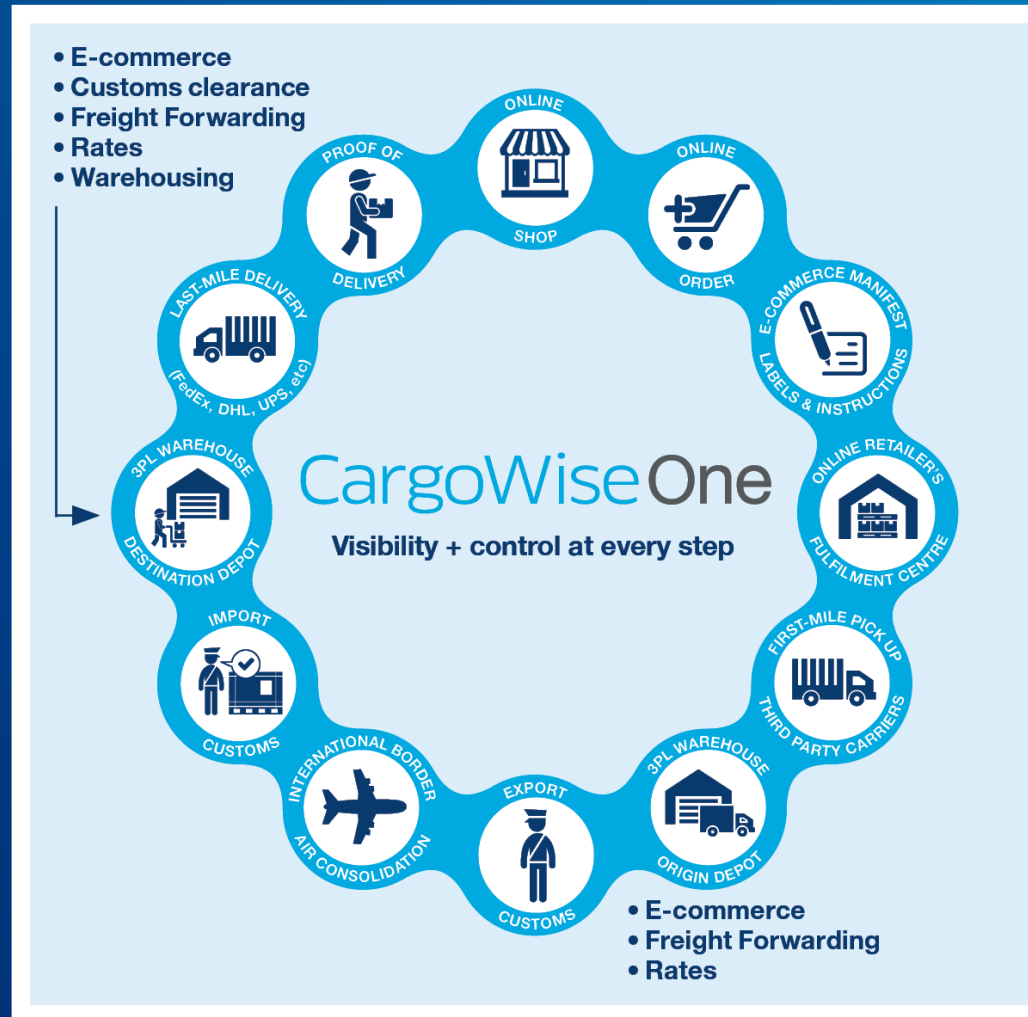 • E-commerce
• Customs clearance
• Freight Forwarding
• Rates
• Warehousing
ONLINE
SHOP
ONLINE
ORDER
E-COMMERCE MANIFEST
LABELS & INSTRUCTIONS
ONLINE RETAILER'S
FULFILMENT CENTRE
FIRST-MILE PICK UP
THIRD PARTY CARRIERS
3PL WAREHOUSE
ORIGIN DEPOT
• E-commerce
• Freight Forwarding
• Rates
EXPORT
CUSTOMS
INTERNATIONAL BORDER
AIR CONSOLIDATION
IMPORT
CUSTOMS
3PL WAREHOUSE
DESTINATION DEPOT
LAST-MILE DELIVERY
(FedEx, DHL, UPS, etc)
PROOF OF
DELIVERY
CargoWise One
Visibility + control at every step